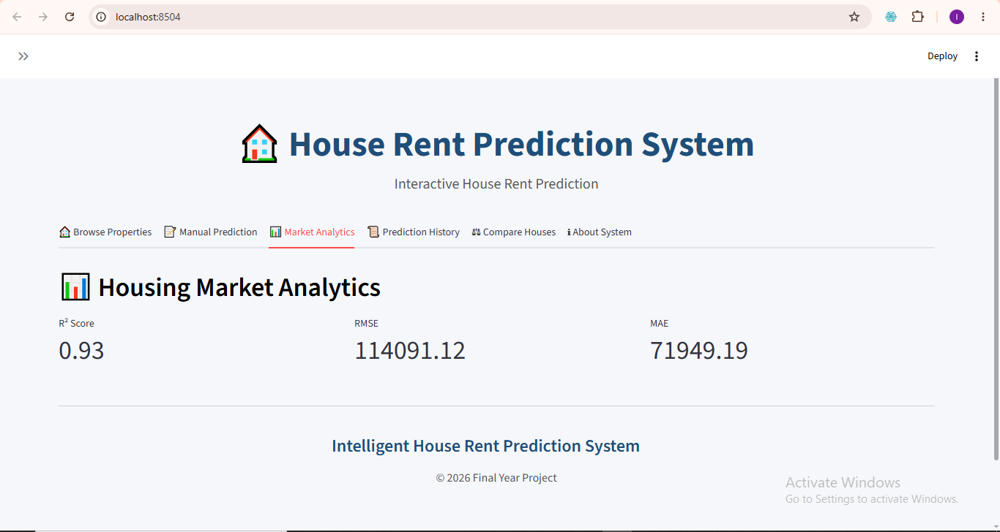 localhost:8504
I
Deploy
House Rent Prediction System
Interactive House Rent Prediction
Browse Properties Manual Prediction Market Analytics Prediction History Compare Houses ℹ About System
Housing Market Analytics
R² Score RMSE MAE
0.93 114091.12 71949.19
Intelligent House Rent Prediction System
© 2026 Final Year Project
Activate Windows
Go to Settings to activate Windows.